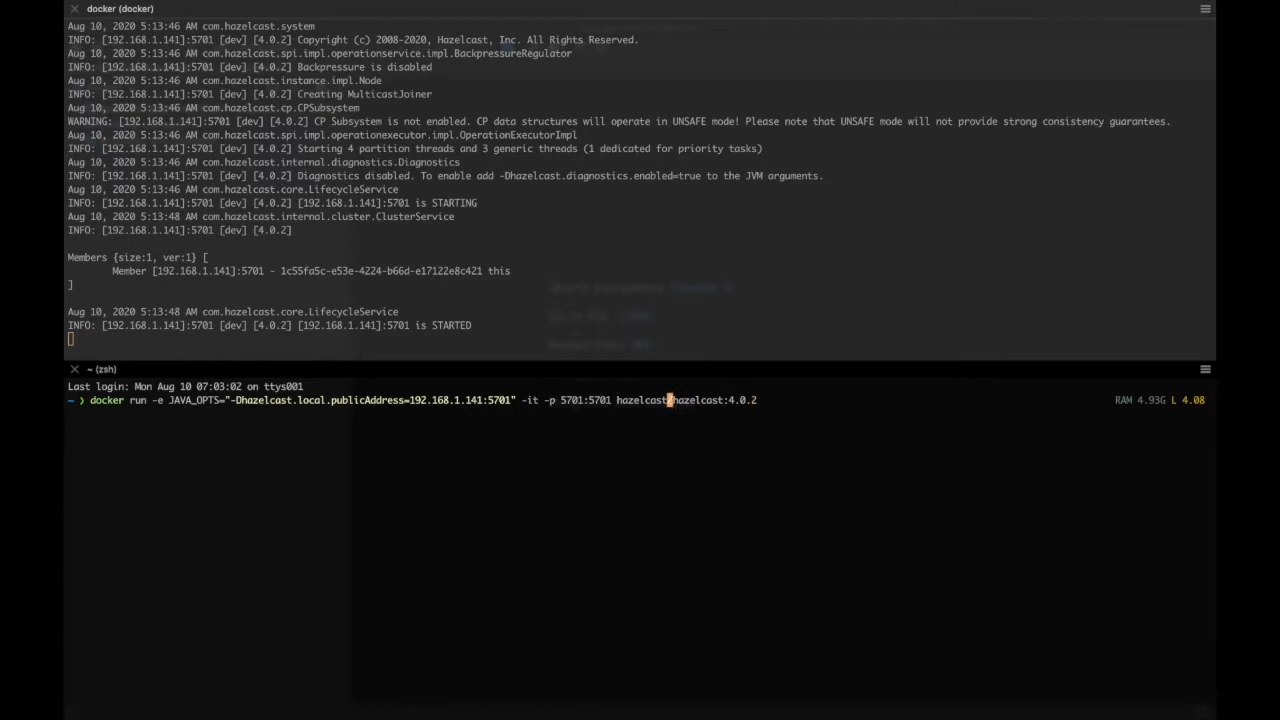 docker (docker)
Aug 10, 2020 5:13:46 AM com.hazelcast.system
INFO: [192.168.1.141]:5701 [dev] [4.0.2] Copyright (c) 2008-2020, Hazelcast, Inc. All Rights Reserved.
Aug 10, 2020 5:13:46 AM com.hazelcast.spi.impl.operationservice.impl.BackpressureRegulator
INFO: [192.168.1.141]:5701 [dev] [4.0.2] Backpressure is disabled
Aug 10, 2020 5:13:46 AM com.hazelcast.instance.impl.Node
INFO: [192.168.1.141]:5701 [dev] [4.0.2] Creating MulticastJoiner
Aug 10, 2020 5:13:46 AM com.hazelcast.cp.CPSubsystem
WARNING: [192.168.1.141]:5701 [dev] [4.0.2] CP Subsystem is not enabled. CP data structures will operate in UNSAFE mode! Please note that UNSAFE mode will not provide strong consistency guarantees.
Aug 10, 2020 5:13:46 AM com.hazelcast.spi.impl.operationexecutor.impl.OperationExecutorImpl
INFO: [192.168.1.141]:5701 [dev] [4.0.2] Starting 4 partition threads and 3 generic threads (1 dedicated for priority tasks)
Aug 10, 2020 5:13:46 AM com.hazelcast.internal.diagnostics.Diagnostics
INFO: [192.168.1.141]:5701 [dev] [4.0.2] Diagnostics disabled. To enable add -Dhazelcast.diagnostics.enabled=true to the JVM arguments.
Aug 10, 2020 5:13:46 AM com.hazelcast.core.LifecycleService
INFO: [192.168.1.141]:5701 [dev] [4.0.2] [192.168.1.141]:5701 is STARTING
Aug 10, 2020 5:13:48 AM com.hazelcast.internal.cluster.ClusterService
INFO: [192.168.1.141]:5701 [dev] [4.0.2]
Members {size:1, ver:1} [
Member [192.168.1.141]:5701 - 1c55fa5c-e53e-4224-b66d-e17122e8c421 this
]
Aug 10, 2020 5:13:48 AM com.hazelcast.core.LifecycleService
INFO: [192.168.1.141]:5701 [dev] [4.0.2] [192.168.1.141]:5701 is STARTED
~ (zsh)
Last login: Mon Aug 10 07:03:02 on ttys001
~ ❯ docker run -e JAVA_OPTS="-Dhazelcast.local.publicAddress=192.168.1.141:5701" -it -p 5701:5701 hazelcast/hazelcast:4.0.2 RAM 4.93G L 4.08